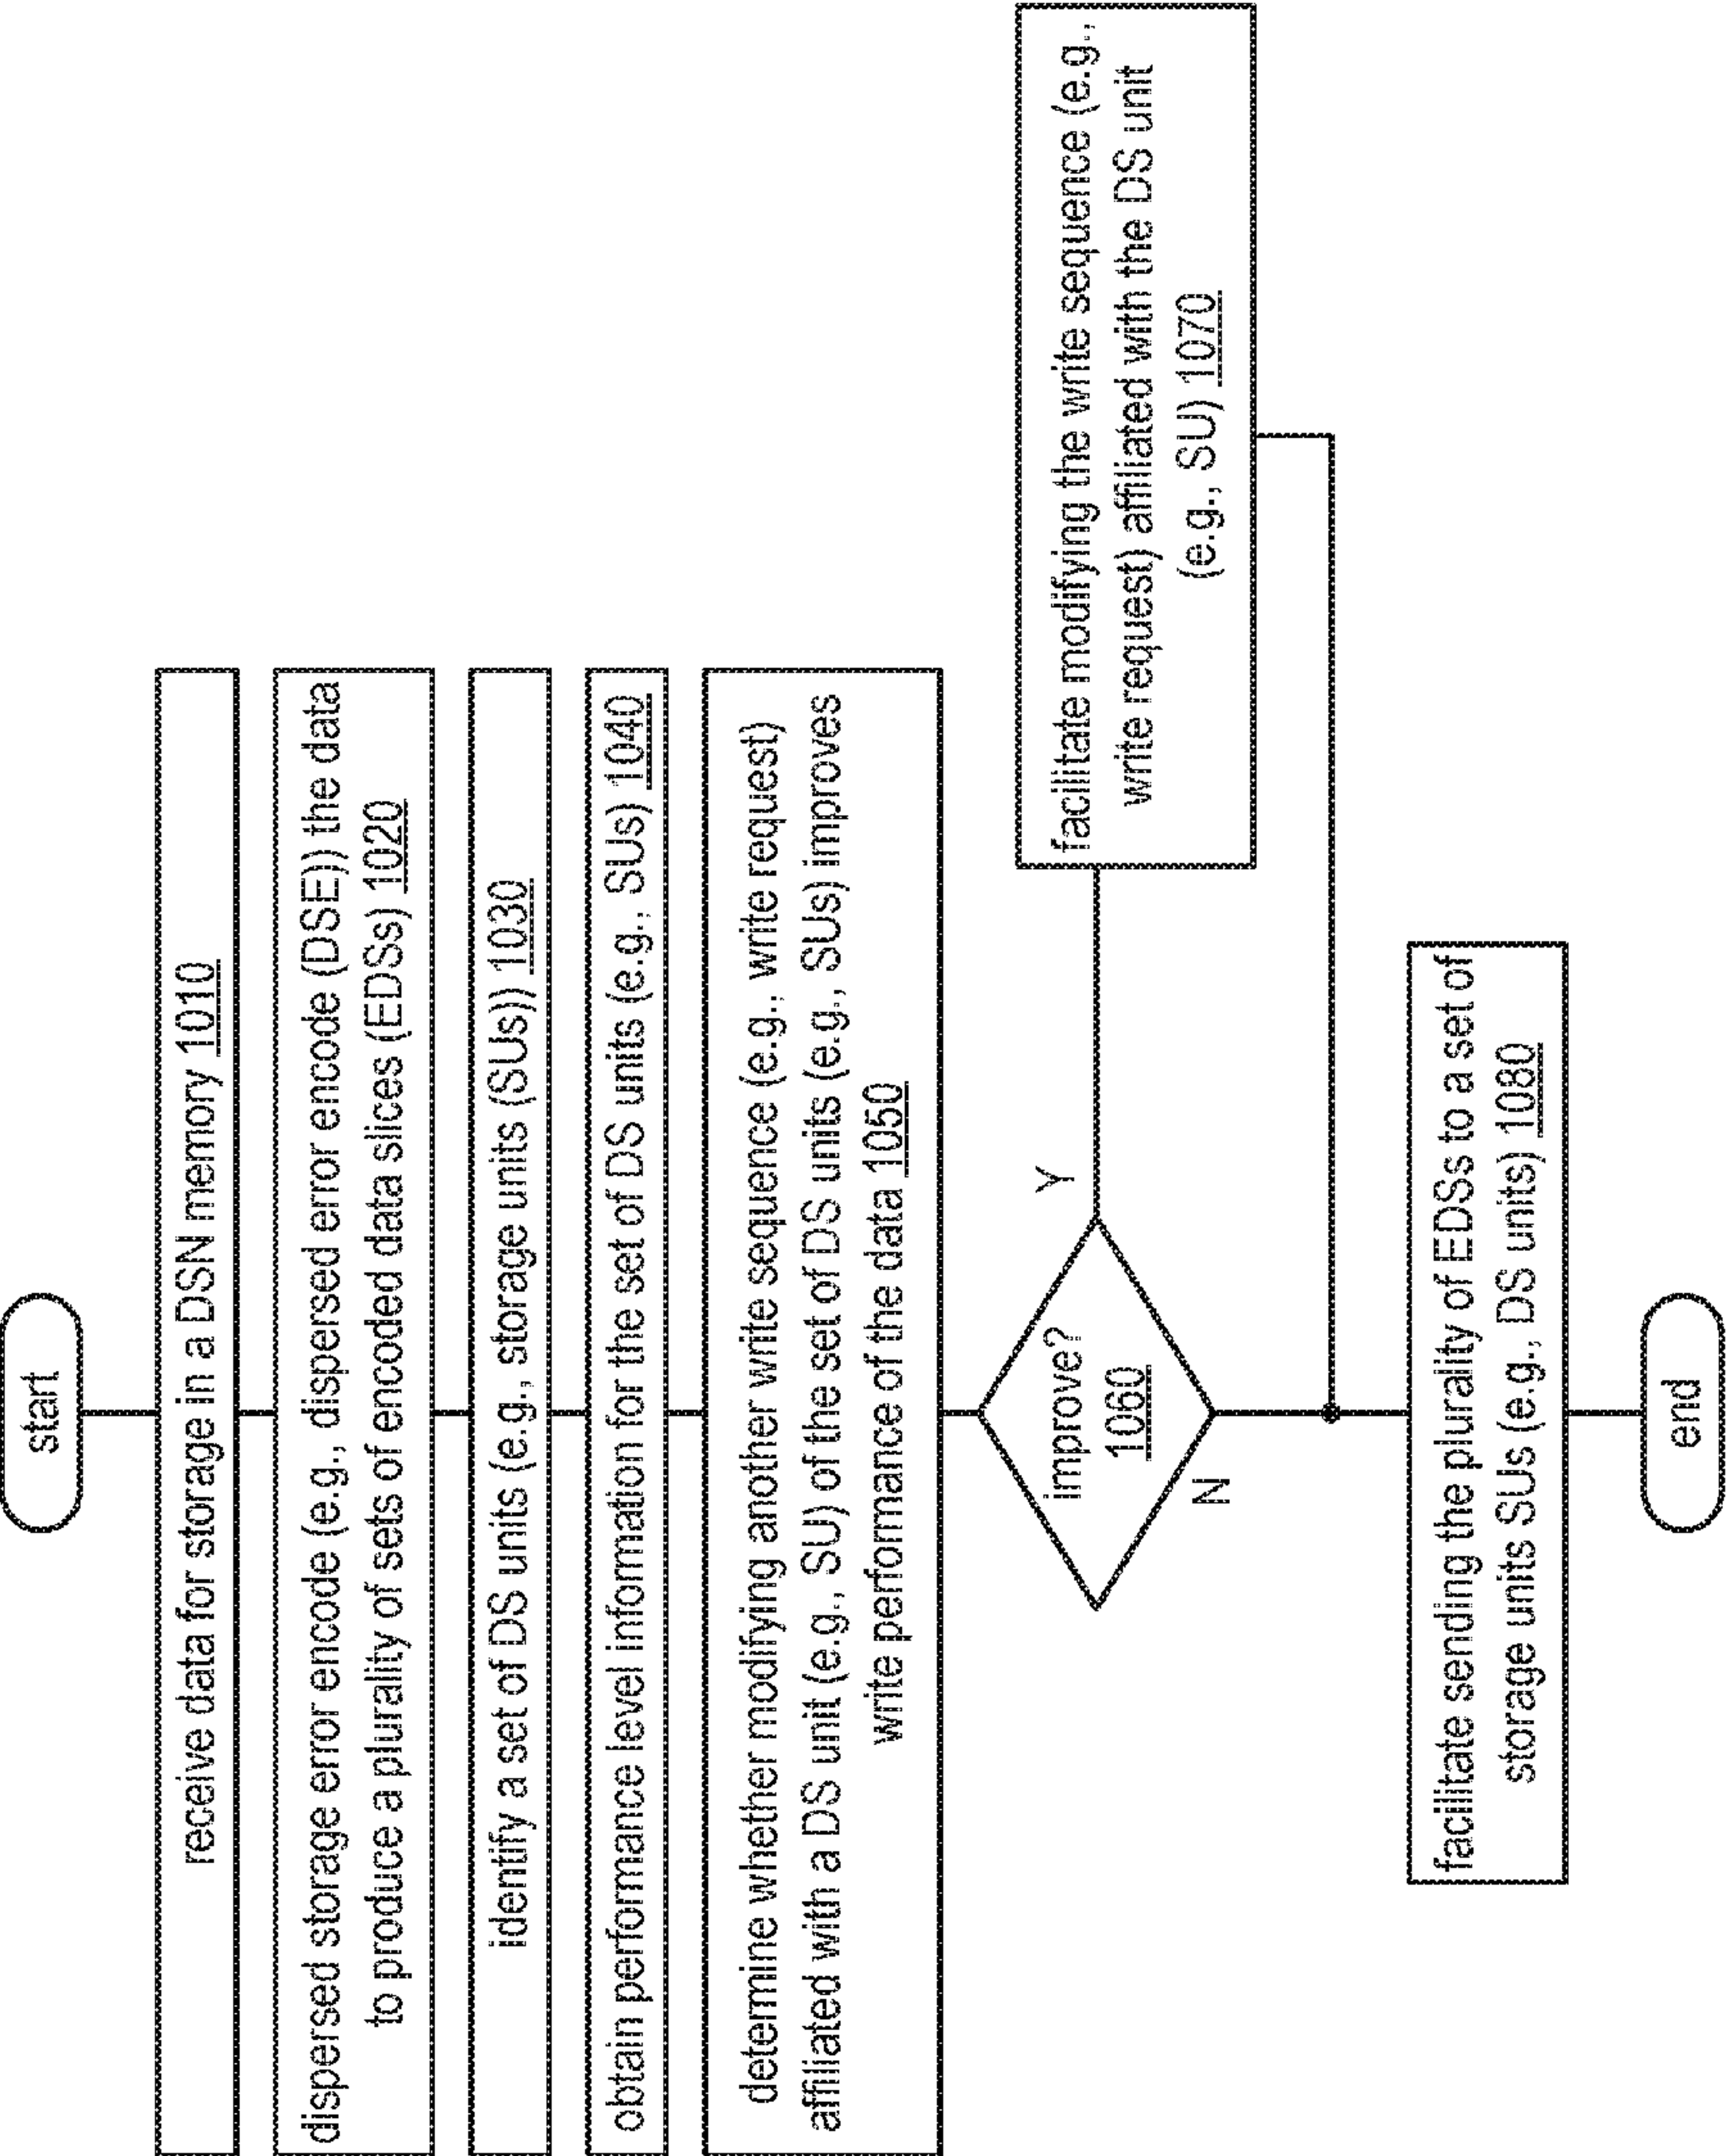 start
receive data for storage in a DSN memory 1010
dispersed storage error encode (e.g., dispersed error encode (DSE)) the data
to produce a plurality of sets of encoded data slices (EDSs) 1020
identify a set of DS units (e.g., storage units (SUs)) 1030
obtain performance level information for the set of DS units (e.g., SUs) 1040
determine whether modifying another write sequence (e.g., write request)
affiliated with a DS unit (e.g., SU) of the set of DS units (e.g., SUs) improves
write performance of the data 1050
improve?
1060
Y
N
facilitate modifying the write sequence (e.g.,
write request) affiliated with the DS unit
(e.g., SU) 1070
facilitate sending the plurality of EDSs to a set of
storage units SUs (e.g., DS units) 1080
end